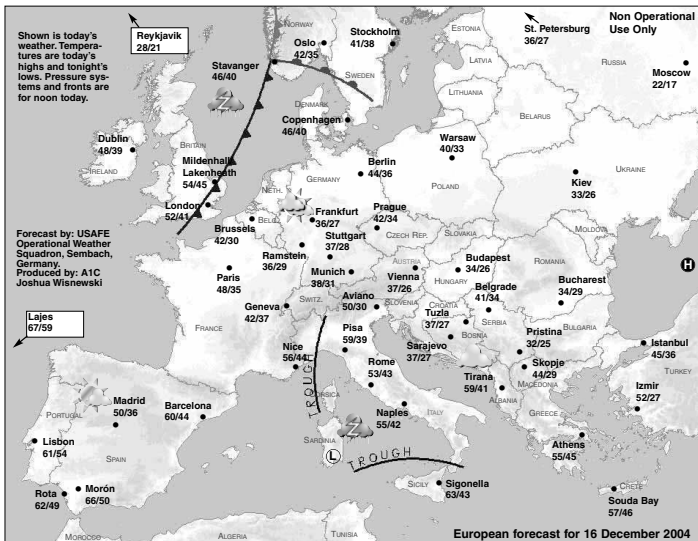 Shown is today's
weather. Tempera-
tures are today's
highs and tonight's
lows. Pressure sys-
tems and fronts are
for noon today.
Reykjavik
28/21
NORWAY
Oslo
42/35
Stockholm
41/38
ESTONIA
St. Petersburg
36/27
Non Operational
Use Only
Stavanger
46/40
SWEDEN
LATVIA
RUSSIA
Moscow
22/17
LITHUANIA
DENMARK
Copenhagen
46/40
BELARUS
Dublin
48/39
IRELAND
BRITAIN
Mildenhall
Lakenheath
54/45
London
52/41
NETH.
GERMANY
Berlin
44/36
Warsaw
40/33
POLAND
Kiev
33/26
UKRAINE
Brussels
42/30
BELG.
Frankfurt
36/27
Prague
42/34
CZECH REP.
SLOVAKIA
Forecast by: USAFE
Operational Weather
Squadron, Sembach,
Germany.
Produced by: A1C
Joshua Wisnewski
Ramstein
36/29
Stuttgart
37/28
Munich
38/31
AUSTRIA
Vienna
37/26
Budapest
34/26
HUNGARY
MOLDOVA
ROMANIA
H
Paris
48/35
FRANCE
Geneva
42/37
SWITZ.
Aviano
50/30
SLOVENIA
CROATIA
Belgrade
41/34
SERBIA
Bucharest
34/29
Lajes
67/59
Tuzla
37/27
BOSNIA
Sarajevo
37/27
Pisa
59/39
Nice
56/44
TROUGH
CORSICA
Rome
53/43
ITALY
Naples
55/42
Pristina
32/25
BULGARIA
Skopje
44/29
MACEDONIA
Tirana
59/41
ALBANIA
Istanbul
45/36
TURKEY
Izmir
52/27
GREECE
Athens
55/45
PORTUGAL
Madrid
50/36
Barcelona
60/44
Lisbon
61/54
SPAIN
SARDINIA
L
TROUGH
Rota
62/49
Morón
66/50
SICILY
Sigonella
63/43
CRETE
Souda Bay
57/46
MOROCCO
ALGERIA
TUNISIA
European forecast for 16 December 2004